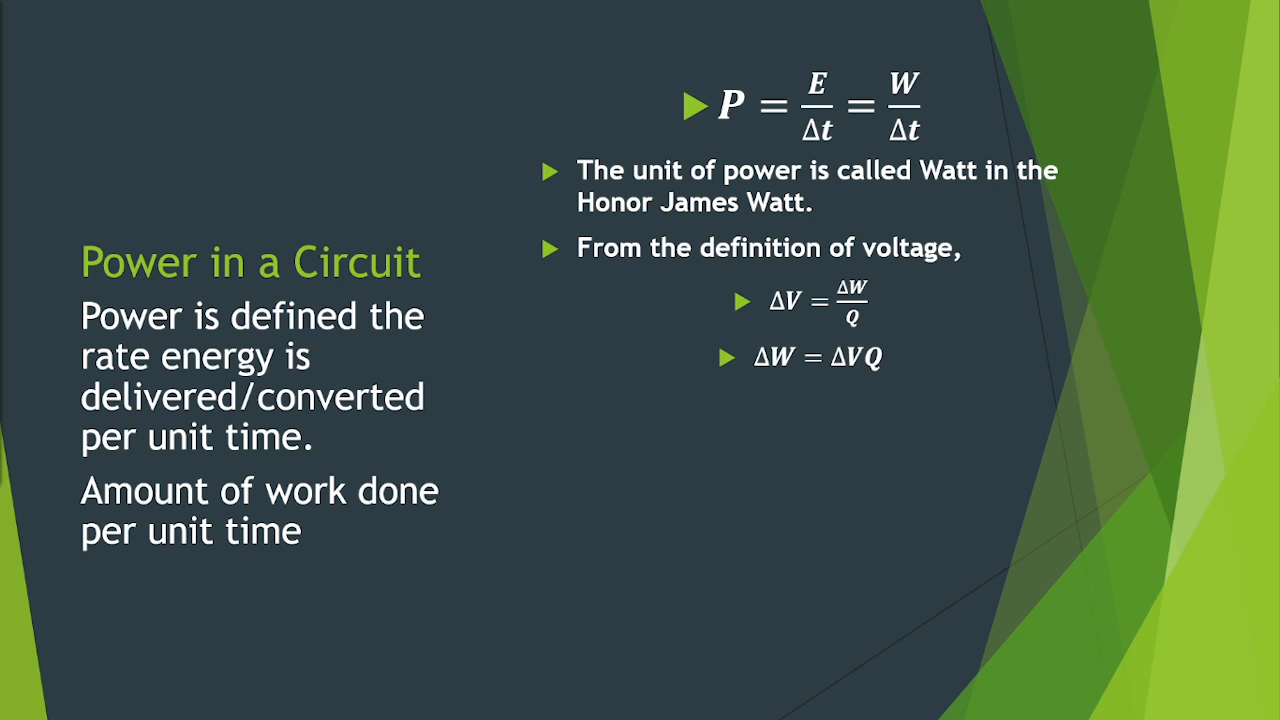 Power in a Circuit
Power is defined the
rate energy is
delivered/converted
per unit time.
Amount of work done
per unit time
P = E/Δt = W/Δt
The unit of power is called Watt in the
Honor James Watt.
From the definition of voltage,
ΔV = ΔW/Q
ΔW = ΔVQ